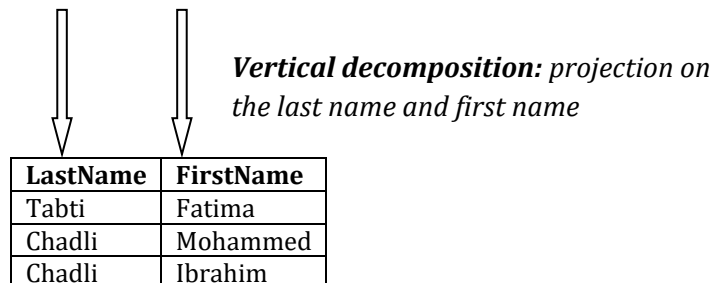 Vertical decomposition: projection on
the last name and first name
LastName FirstName
Tabti Fatima
Chadli Mohammed
Chadli Ibrahim